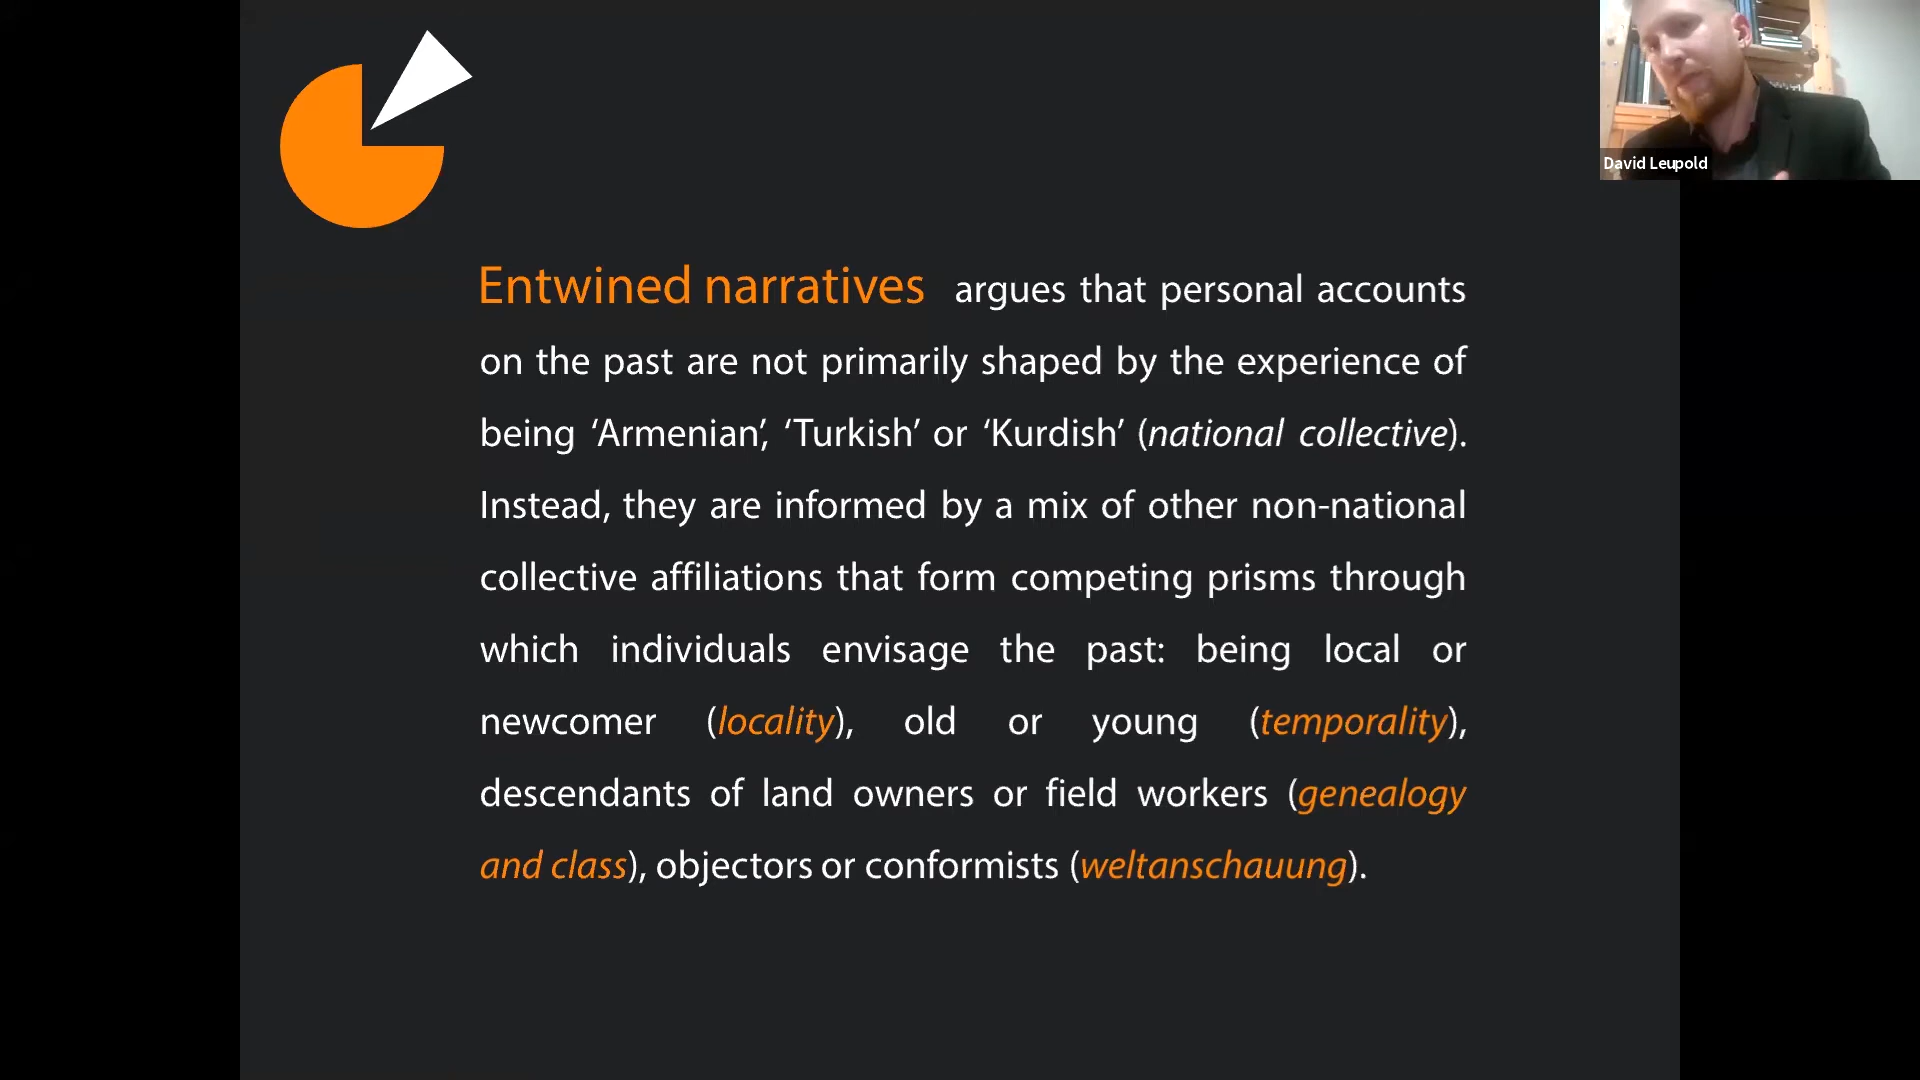 David Leupold
Entwined narratives argues that personal accounts
on the past are not primarily shaped by the experience of
being ‘Armenian’, ‘Turkish’ or ‘Kurdish’ (national collective).
Instead, they are informed by a mix of other non-national
collective affiliations that form competing prisms through
which individuals envisage the past: being local or
newcomer (locality), old or young (temporality),
descendants of land owners or field workers (genealogy
and class), objectors or conformists (weltanschauung).